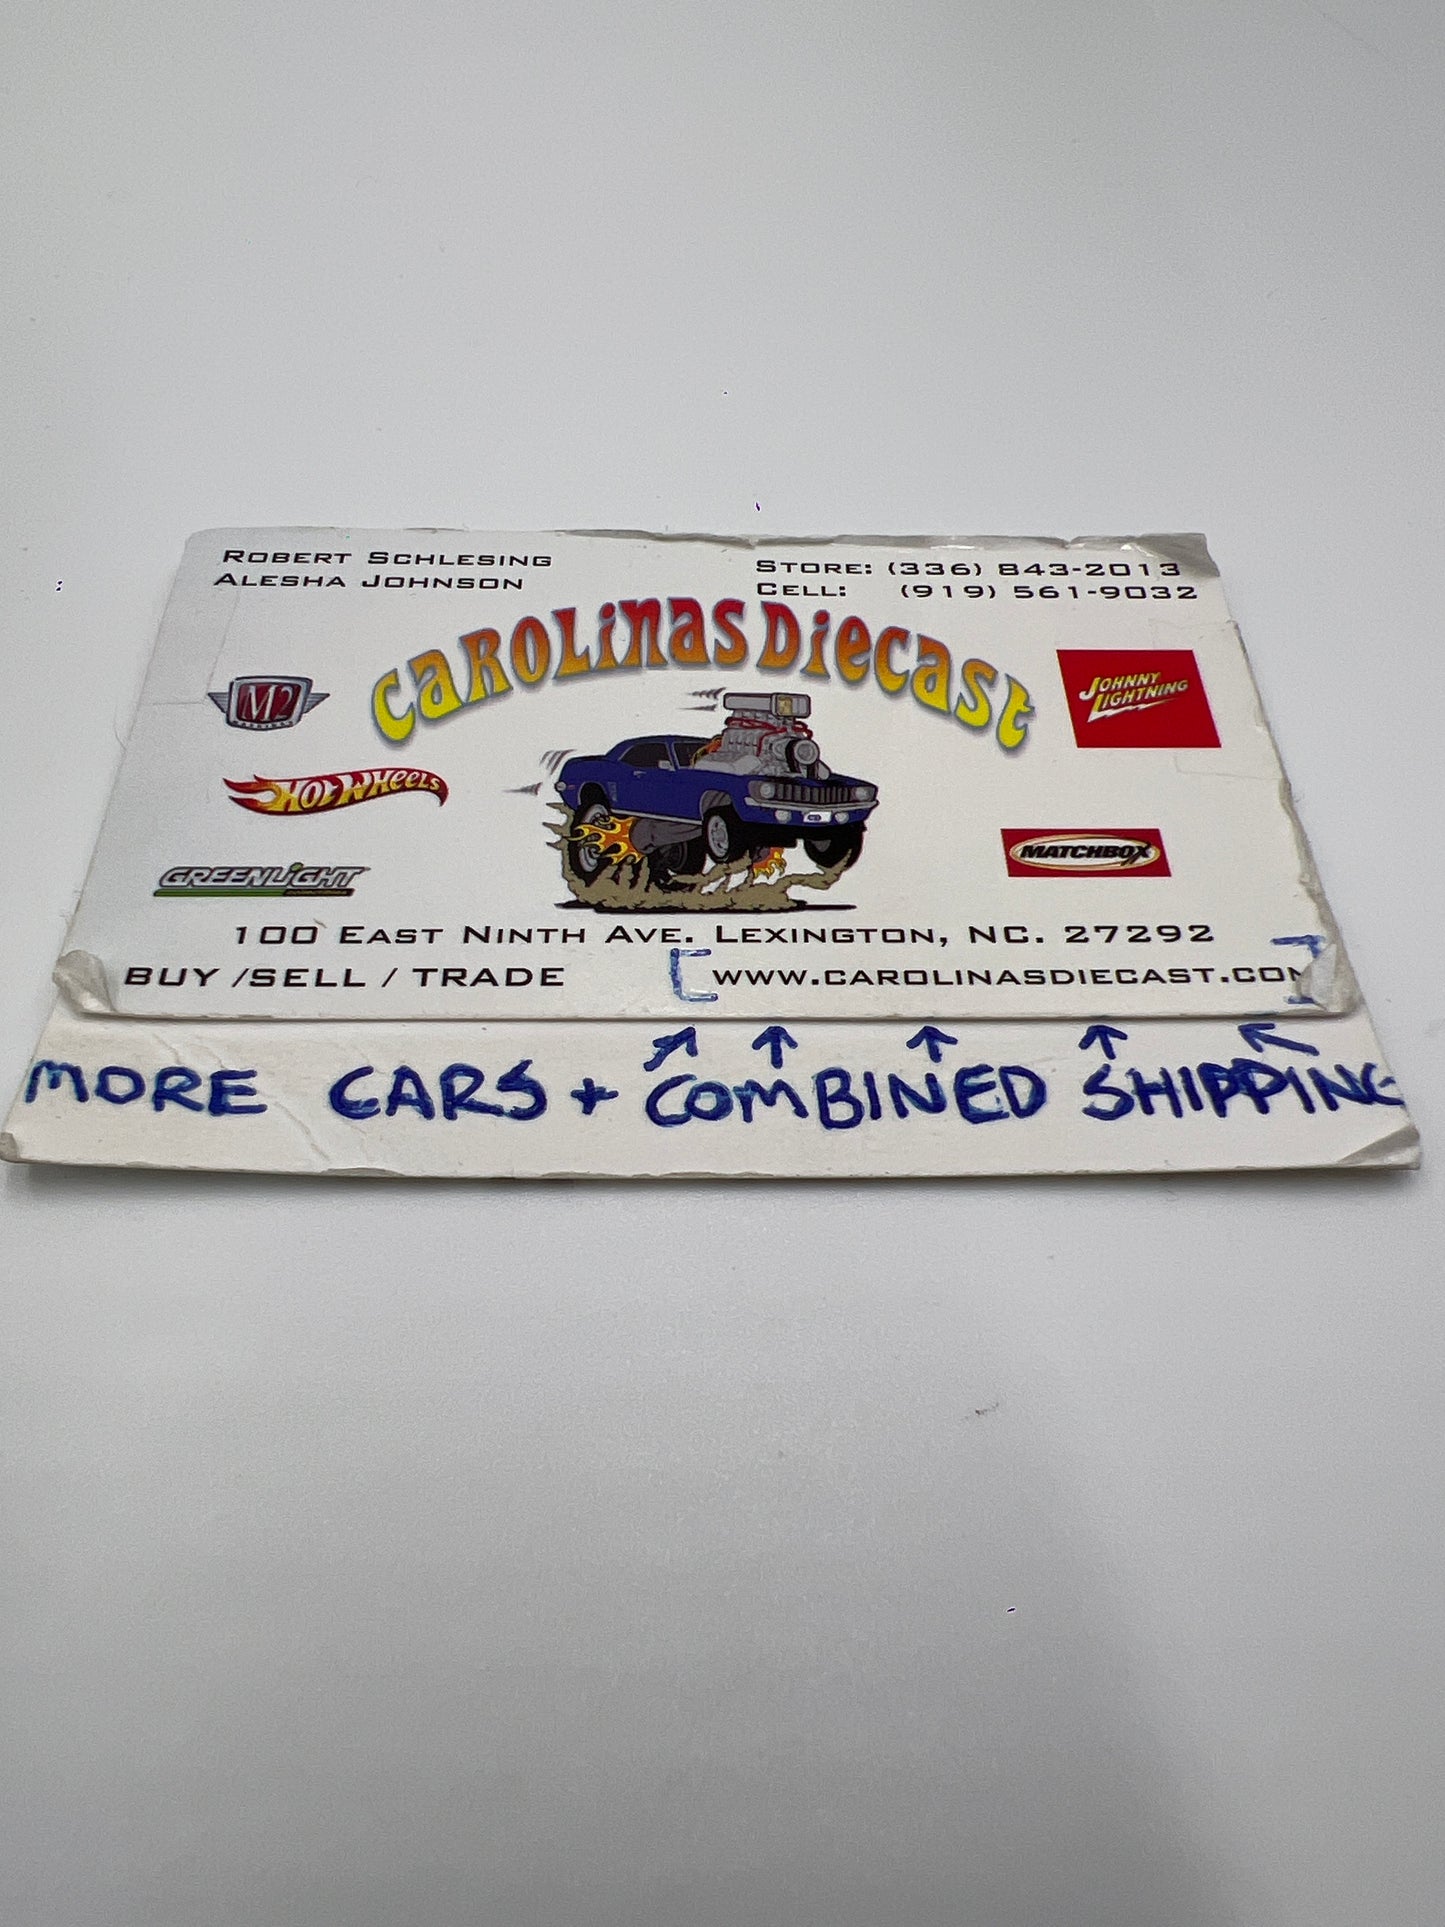 ROBERT SCHLESING
ALESHA JOHNSON
STORE: (336) 843-2013
CELL: (919) 561-9032
CAROLINAS DIECAST
M2
JOHNNY
LIGHTNING
HOT WHEELS
MATCHBOX
GREENLIGHT
100 EAST NINTH AVE. LEXINGTON, NC. 27292
BUY /SELL / TRADE
WWW.CAROLINASDIECAST.COM
MORE CARS + COMBINED SHIPPING